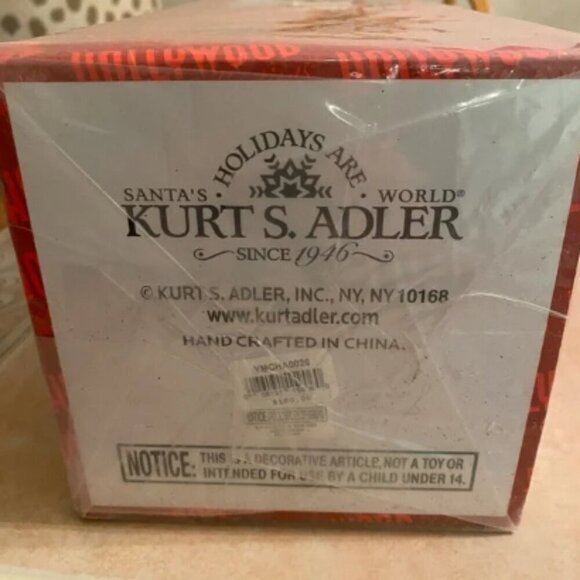 HOLLYWOOD
HOLIDAYS ARE
SANTA'S · · WORLD®
KURT S. ADLER
SINCE 1946
© KURT S. ADLER, INC., NY, NY 10168
www.kurtadler.com
HAND CRAFTED IN CHINA.
NOTICE: THIS IS A DECORATIVE ARTICLE, NOT A TOY OR
INTENDED FOR USE BY A CHILD UNDER 14.